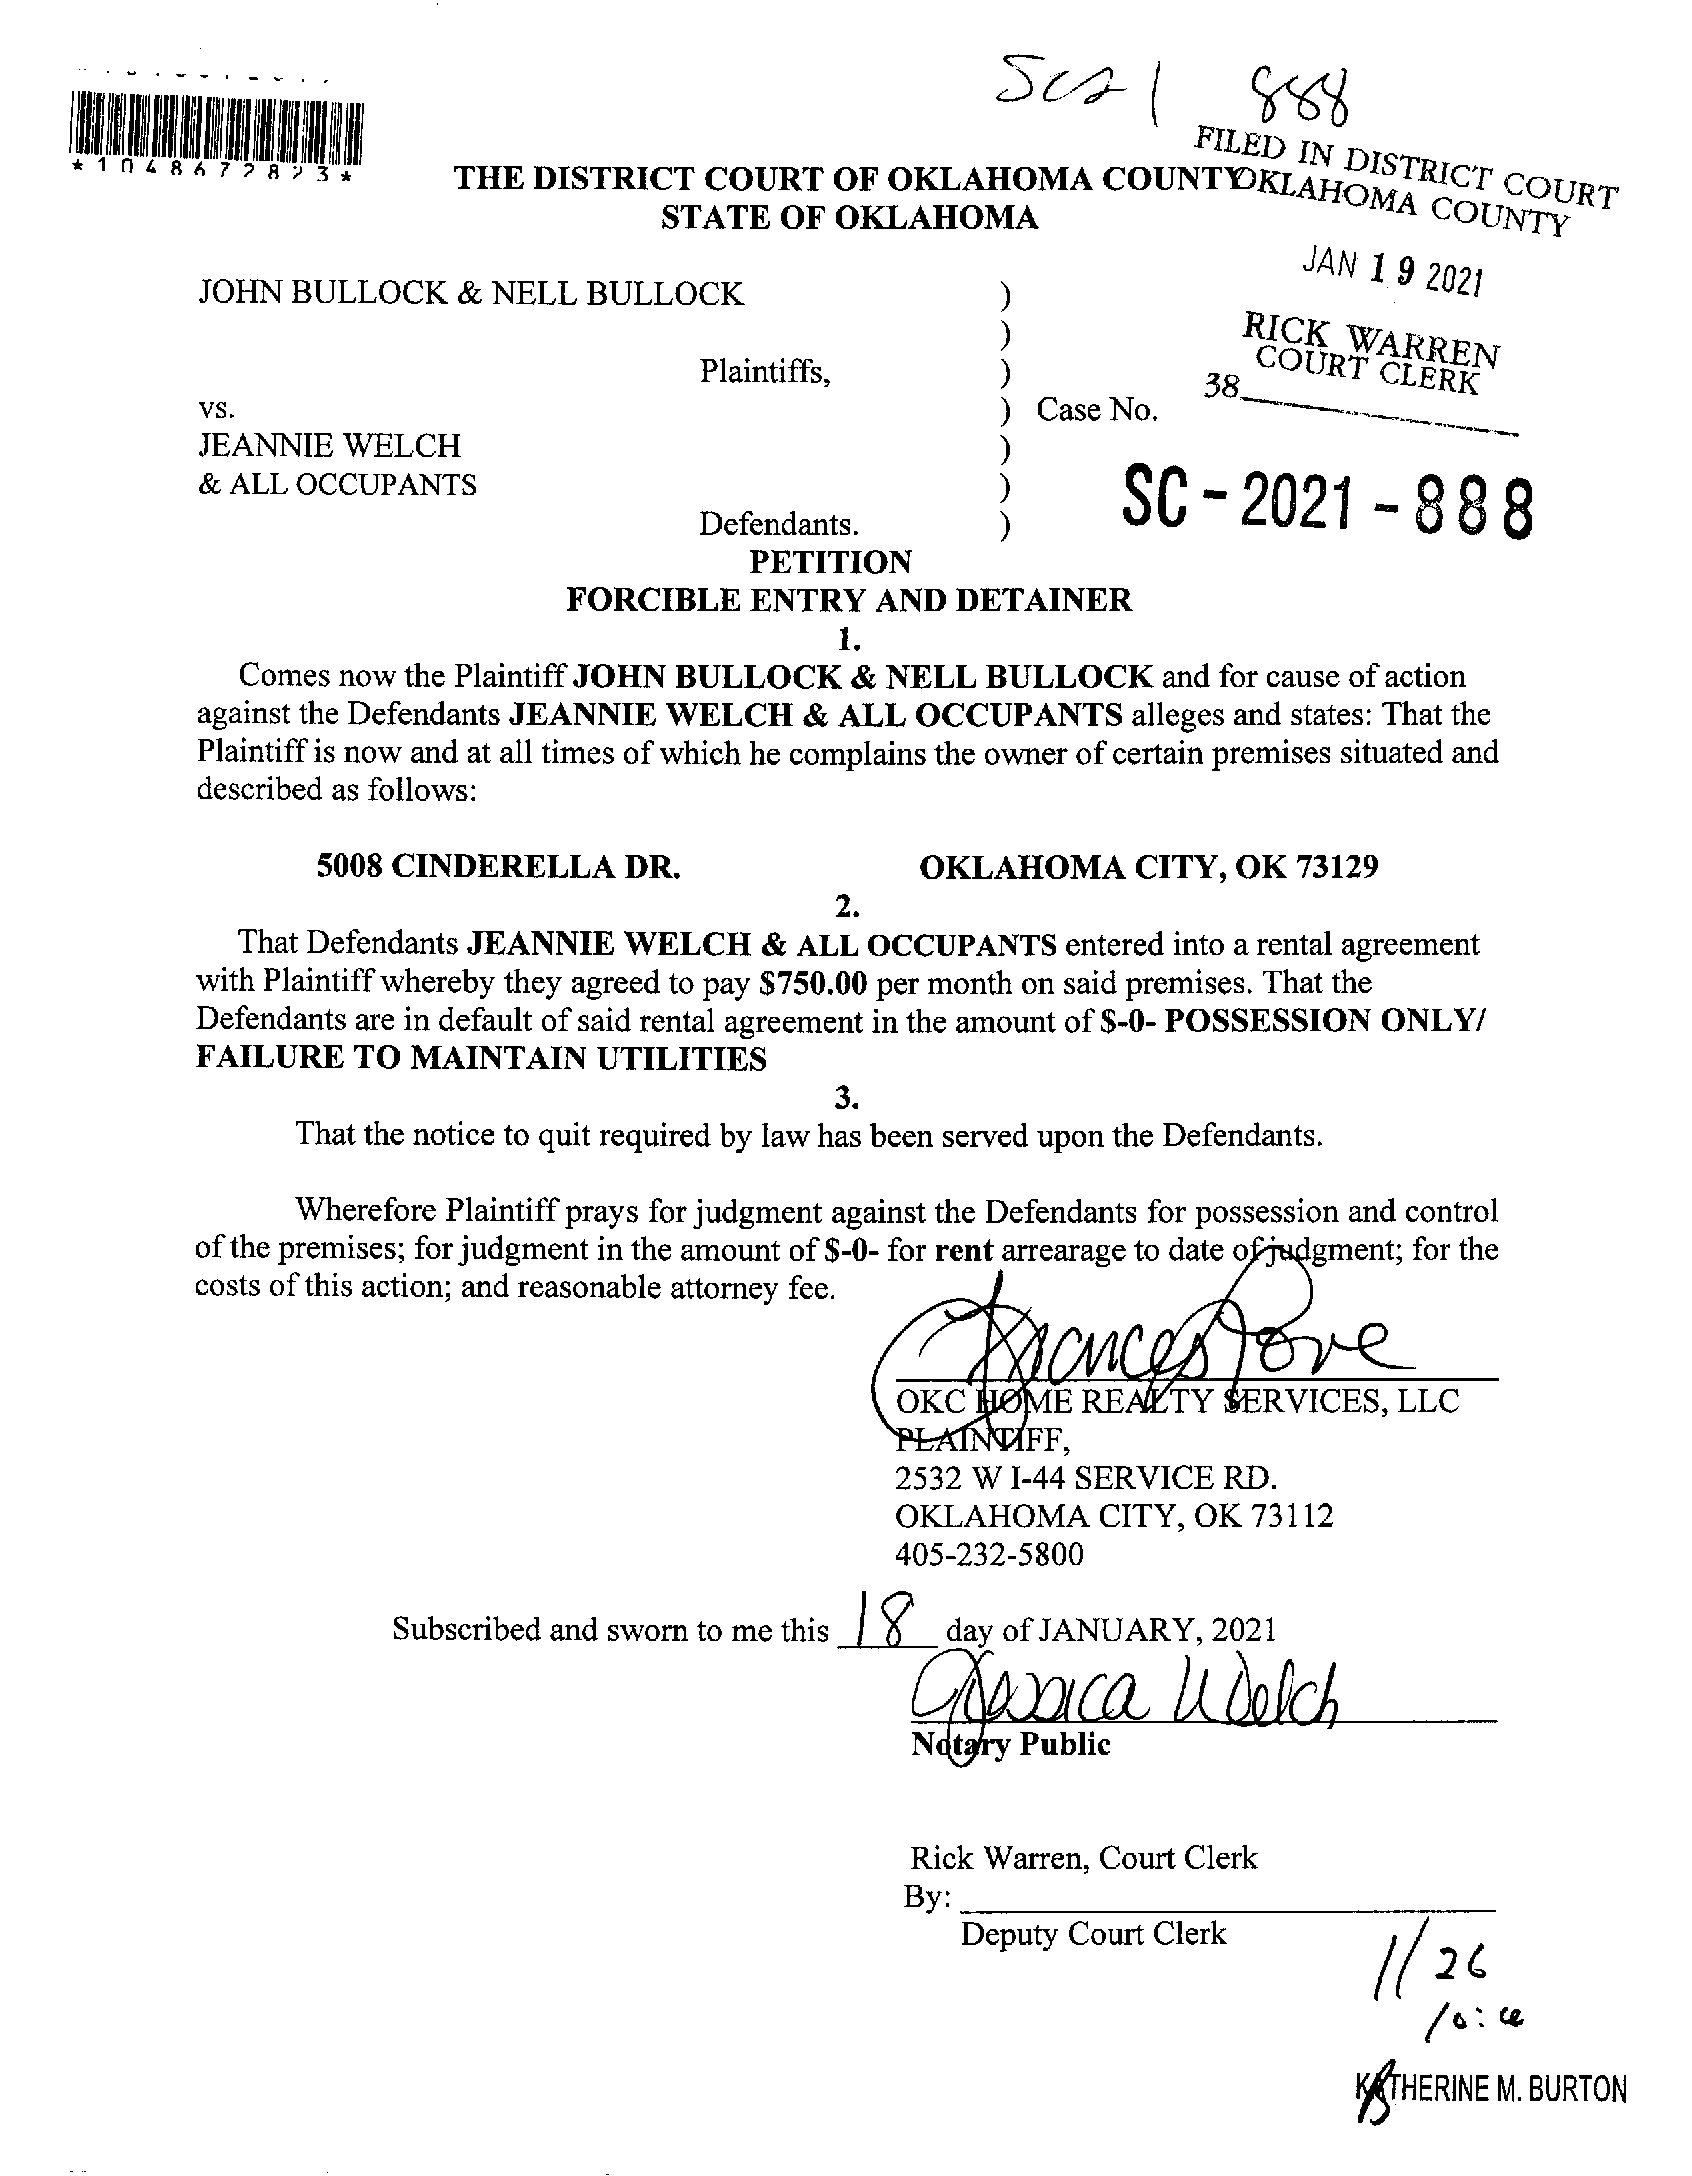 888
*1048672823*
FILED IN DISTRICT COURT
OKLAHOMA COUNTY
THE DISTRICT COURT OF OKLAHOMA COUNTY
STATE OF OKLAHOMA
JAN 19 2021
JOHN BULLOCK & NELL BULLOCK )
)
RICK WARREN
COURT CLERK
Plaintiffs, )
38
vs. ) Case No.
JEANNIE WELCH )
& ALL OCCUPANTS )
SC-2021-888
Defendants. )
PETITION
FORCIBLE ENTRY AND DETAINER
1.
Comes now the Plaintiff JOHN BULLOCK & NELL BULLOCK and for cause of action
against the Defendants JEANNIE WELCH & ALL OCCUPANTS alleges and states: That the
Plaintiff is now and at all times of which he complains the owner of certain premises situated and
described as follows:
5008 CINDERELLA DR. OKLAHOMA CITY, OK 73129
2.
That Defendants JEANNIE WELCH & ALL OCCUPANTS entered into a rental agreement
with Plaintiff whereby they agreed to pay $750.00 per month on said premises. That the
Defendants are in default of said rental agreement in the amount of $-0- POSSESSION ONLY/
FAILURE TO MAINTAIN UTILITIES
3.
That the notice to quit required by law has been served upon the Defendants.
Wherefore Plaintiff prays for judgment against the Defendants for possession and control
of the premises; for judgment in the amount of $-0- for rent arrearage to date of judgment; for the
costs of this action; and reasonable attorney fee.
OKC HOME REALTY SERVICES, LLC
PLAINTIFF,
2532 W I-44 SERVICE RD.
OKLAHOMA CITY, OK 73112
405-232-5800
Subscribed and sworn to me this 18 day of JANUARY, 2021
Jessica Welch
Notary Public
Rick Warren, Court Clerk
By:
Deputy Court Clerk
1/26
KATHERINE M. BURTON